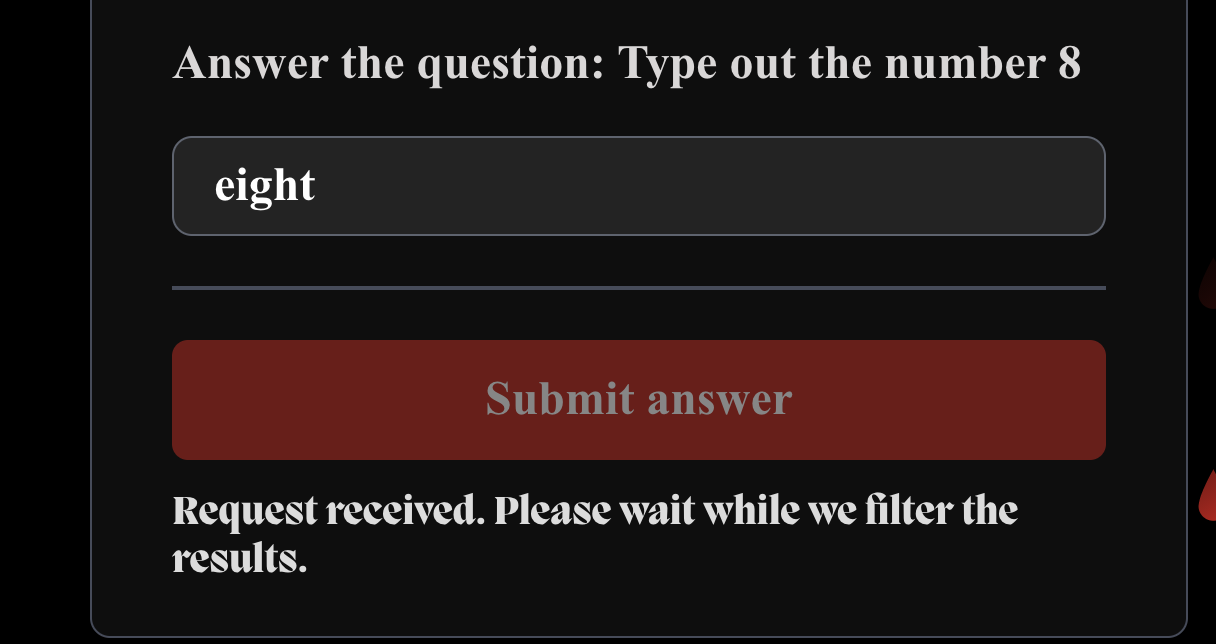 Answer the question: Type out the number 8
eight
Submit answer
Request received. Please wait while we filter the
results.